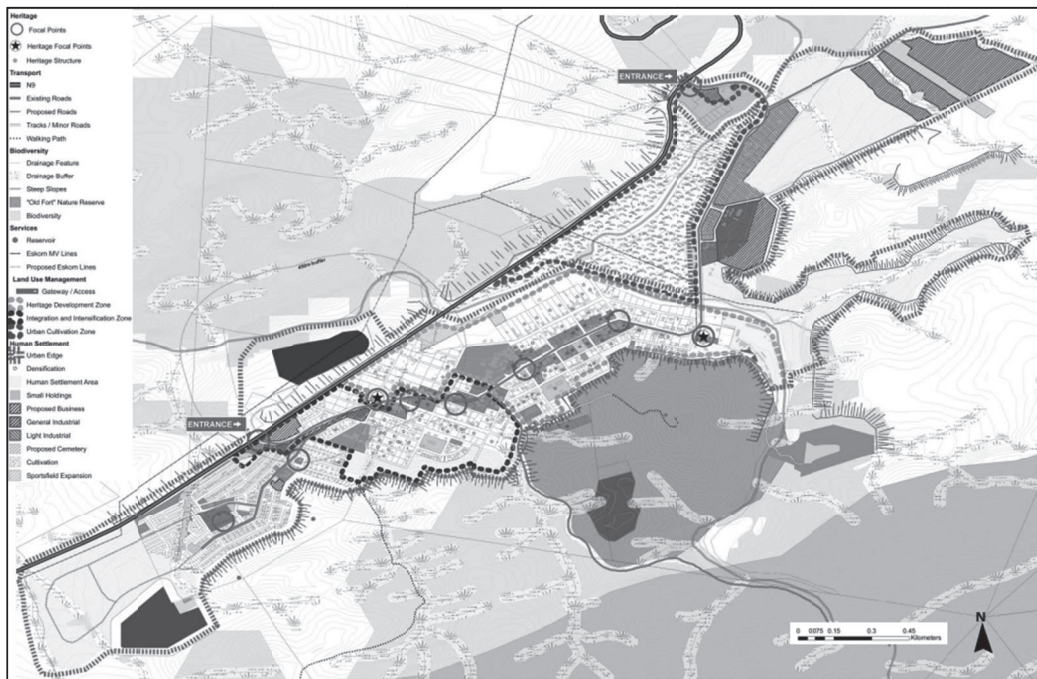 Heritage
Focal Points
Heritage Focal Points
Heritage Structure
Transport
N9
Existing Roads
Proposed Roads
Tracks / Minor Roads
Walking Path
Biodiversity
Drainage Feature
Drainage Buffer
Steep Slopes
"Old Fort" Nature Reserve
Biodiversity
Services
Reservoir
Eskom MV Lines
Proposed Eskom Lines
Land Use Management
Gateway / Access
Heritage Development Zone
Integration and Intensification Zone
Urban Cultivation Zone
Human Settlement
Urban Edge
Densification
Human Settlement Area
Small Holdings
Proposed Business
General Industrial
Light Industrial
Proposed Cemetery
Cultivation
Sportsfield Expansion
ENTRANCE
ENTRANCE
N
0 0.075 0.15 0.3 0.45
Kilometers